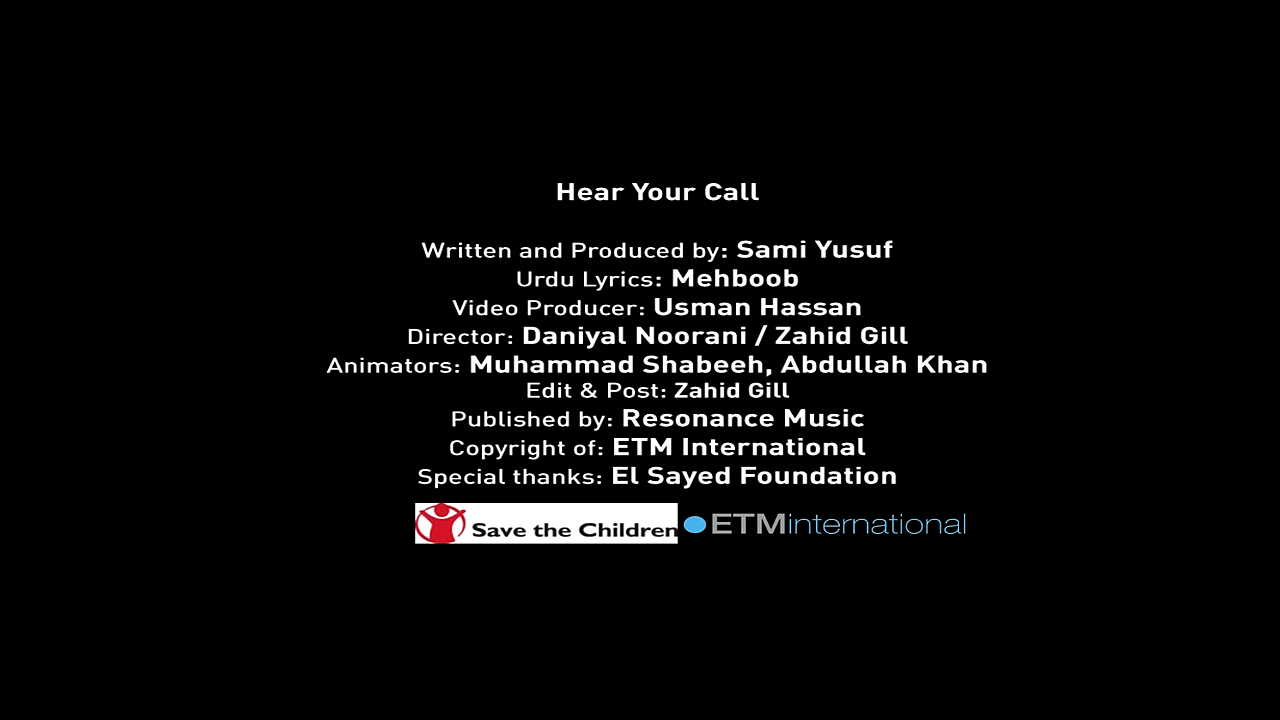 Hear Your Call
Written and Produced by: Sami Yusuf
Urdu Lyrics: Mehboob
Video Producer: Usman Hassan
Director: Daniyal Noorani / Zahid Gill
Animators: Muhammad Shabeeh, Abdullah Khan
Edit & Post: Zahid Gill
Published by: Resonance Music
Copyright of: ETM International
Special thanks: El Sayed Foundation
Save the Children ETMinternational